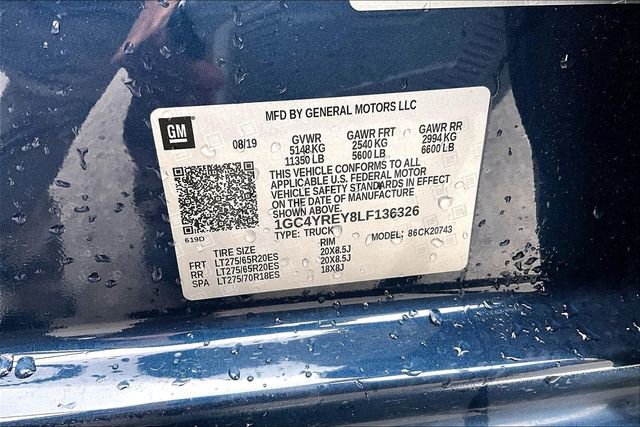 MFD BY GENERAL MOTORS LLC
GM
08/19
GVWR GAWR FRT GAWR RR
5148 KG 2540 KG 2994 KG
11350 LB 5600 LB 6600 LB
THIS VEHICLE CONFORMS TO ALL
APPLICABLE U.S. FEDERAL MOTOR
VEHICLE SAFETY STANDARDS IN EFFECT
ON THE DATE OF MANUFACTURE
SHOWN ABOVE.
1GC4YREY8LF136326
619D
TYPE: TRUCK MODEL: 86CK20743
TIRE SIZE RIM
FRT LT275/65R20ES 20X8.5J
RR LT275/65R20ES 20X8.5J
SPA LT275/70R18ES 18X8J